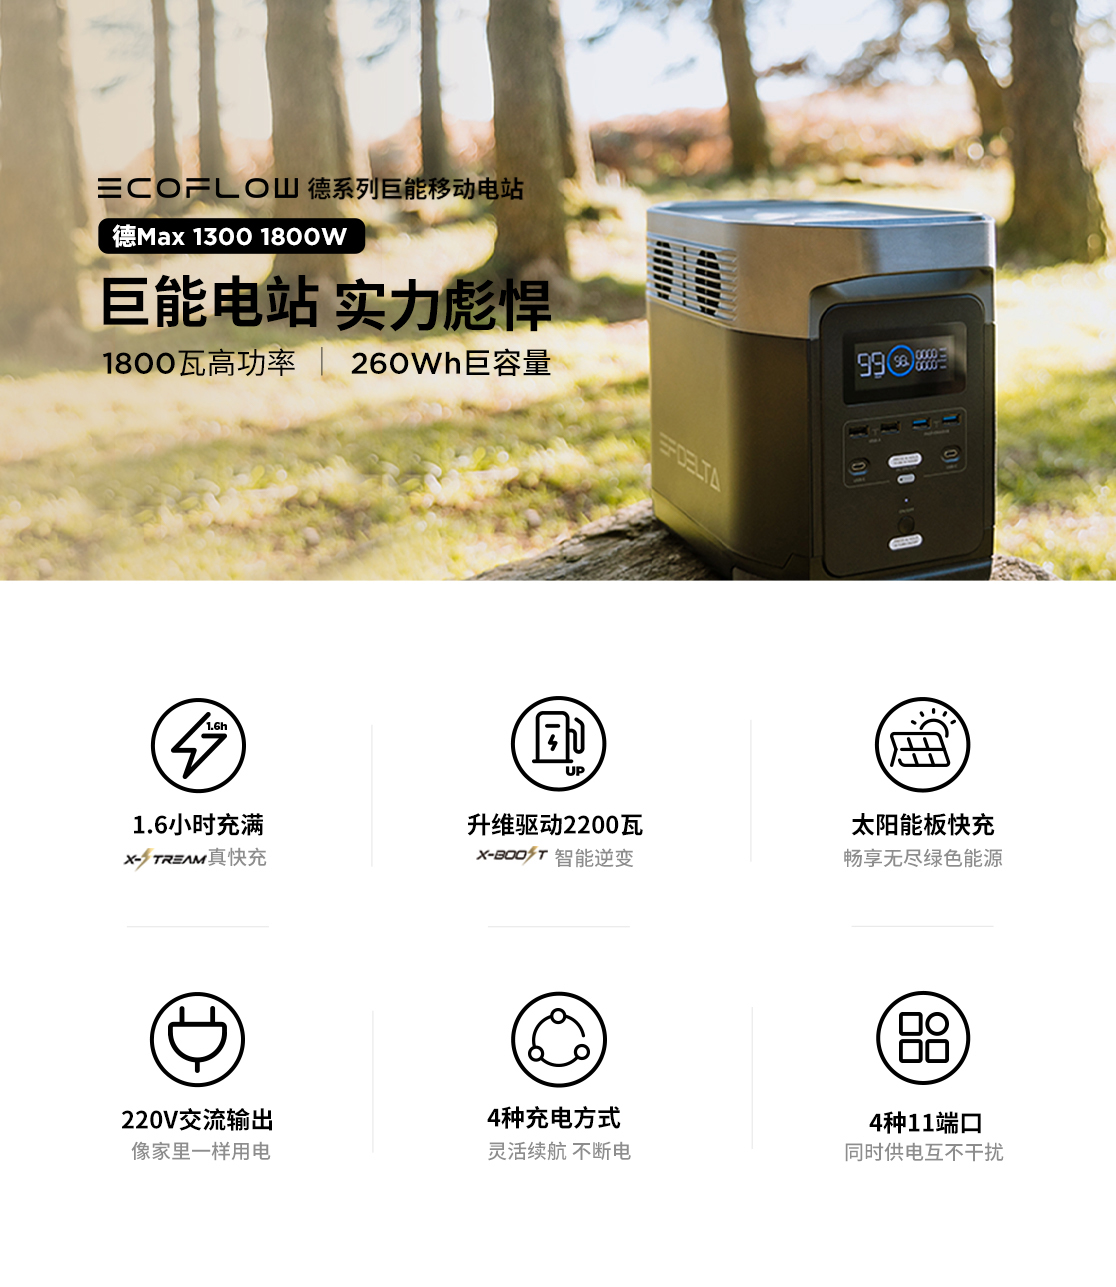 ECOFLOW 德系列巨能移动电站
德Max 1300 1800W
巨能电站 实力彪悍
1800瓦高功率 | 260Wh巨容量
99
EFDELTA
1.6h
UP
1.6小时充满
升维驱动2200瓦
太阳能板快充
X-STREAM真快充
X-BOOST 智能逆变
畅享无尽绿色能源
220V交流输出
4种充电方式
4种11端口
像家里一样用电
灵活续航 不断电
同时供电互不干扰